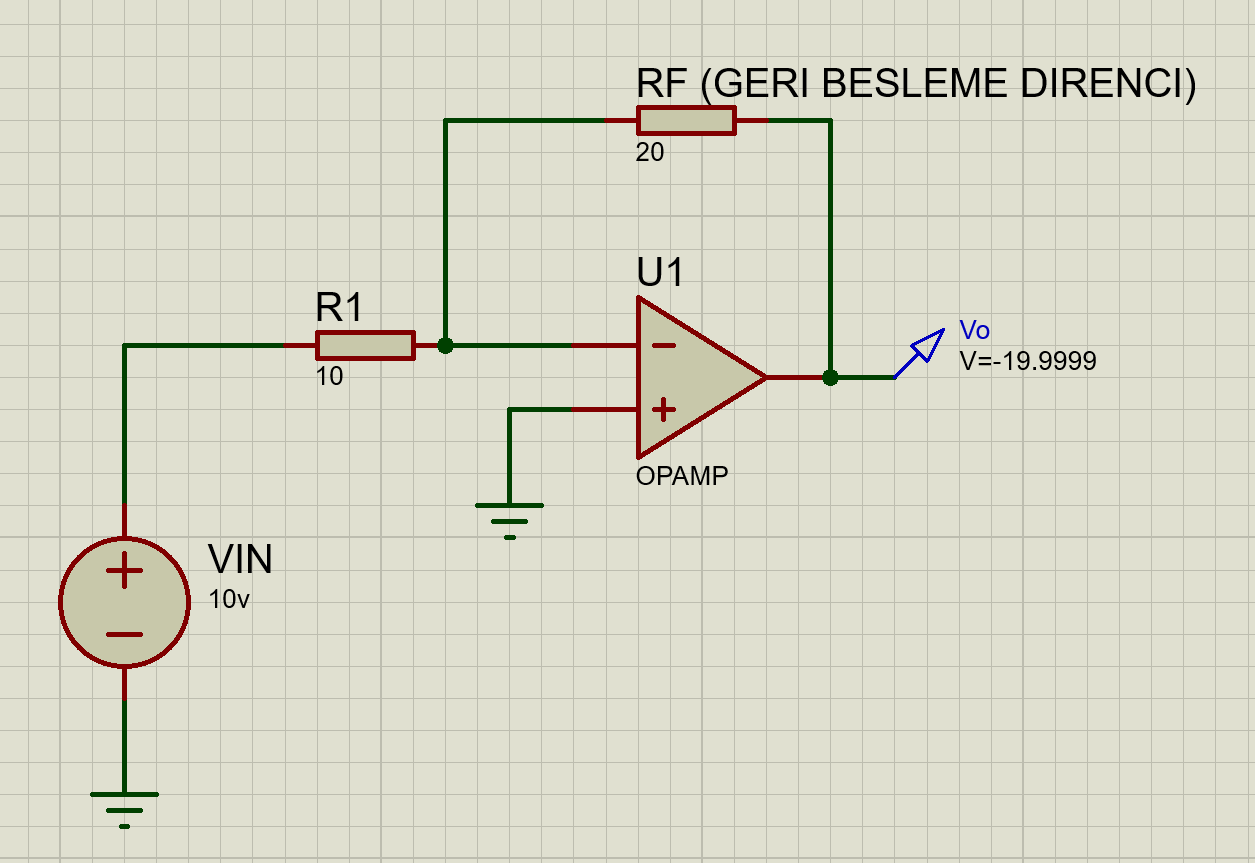 RF (GERI BESLEME DIRENCI)
20
U1
R1
10
Vo
V=-19.9999
OPAMP
VIN
10v